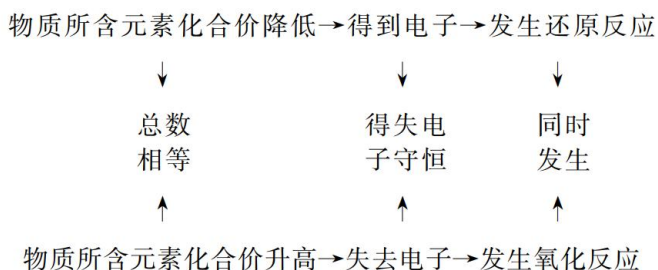 物质所含元素化合价降低→得到电子→发生还原反应
↓ ↓ ↓
总数 得失电 同时
相等 子守恒 发生
↑ ↑ ↑
物质所含元素化合价升高→失去电子→发生氧化反应